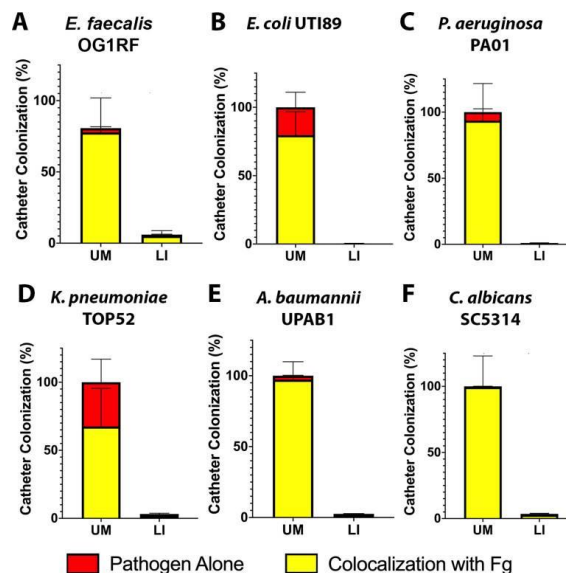 A E. faecalis
OG1RF
Catheter Colonization (%)
100
50
0
UM LI
B E. coli UTI89
Catheter Colonization (%)
100
50
0
UM LI
C P. aeruginosa
PA01
Catheter Colonization (%)
100
50
0
UM LI
D K. pneumoniae
TOP52
Catheter Colonization (%)
100
50
0
UM LI
E A. baumannii
UPAB1
Catheter Colonization (%)
100
50
0
UM LI
F C. albicans
SC5314
Catheter Colonization (%)
100
50
0
UM LI
Pathogen Alone
Colocalization with Fg